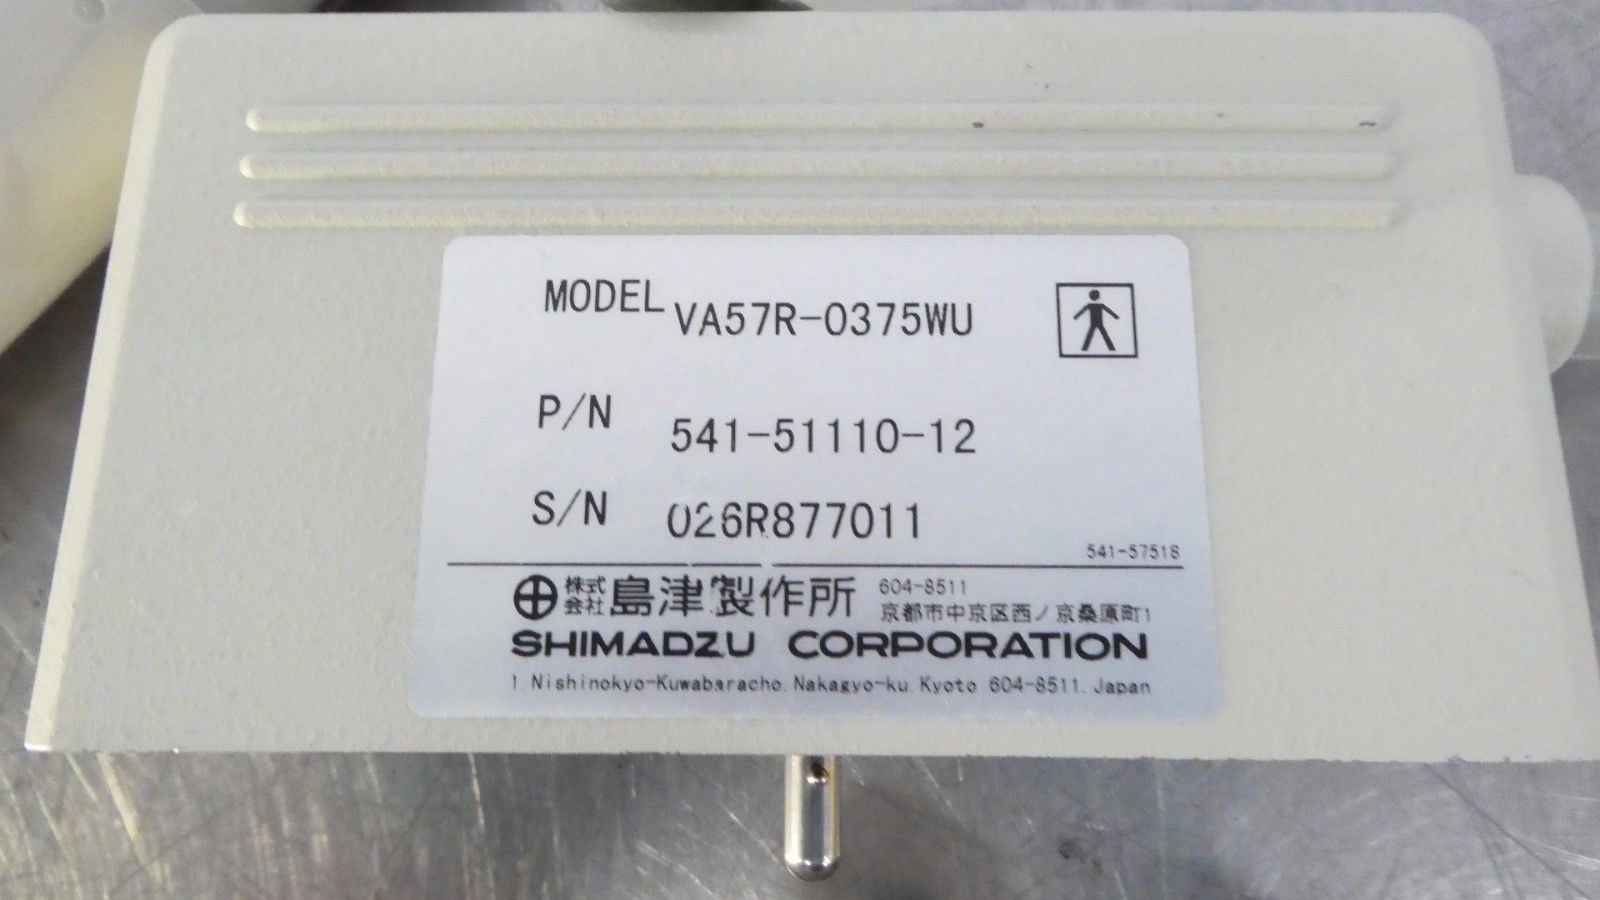 MODEL VA57R-0375WU
P/N 541-51110-12
S/N 026R877011
541-57518
株式会社 島津製作所 604-8511
京都市中京区西ノ京桑原町1
SHIMADZU CORPORATION
1. Nishinokyo-Kuwabaracho. Nakagyo-ku. Kyoto 604-8511. Japan